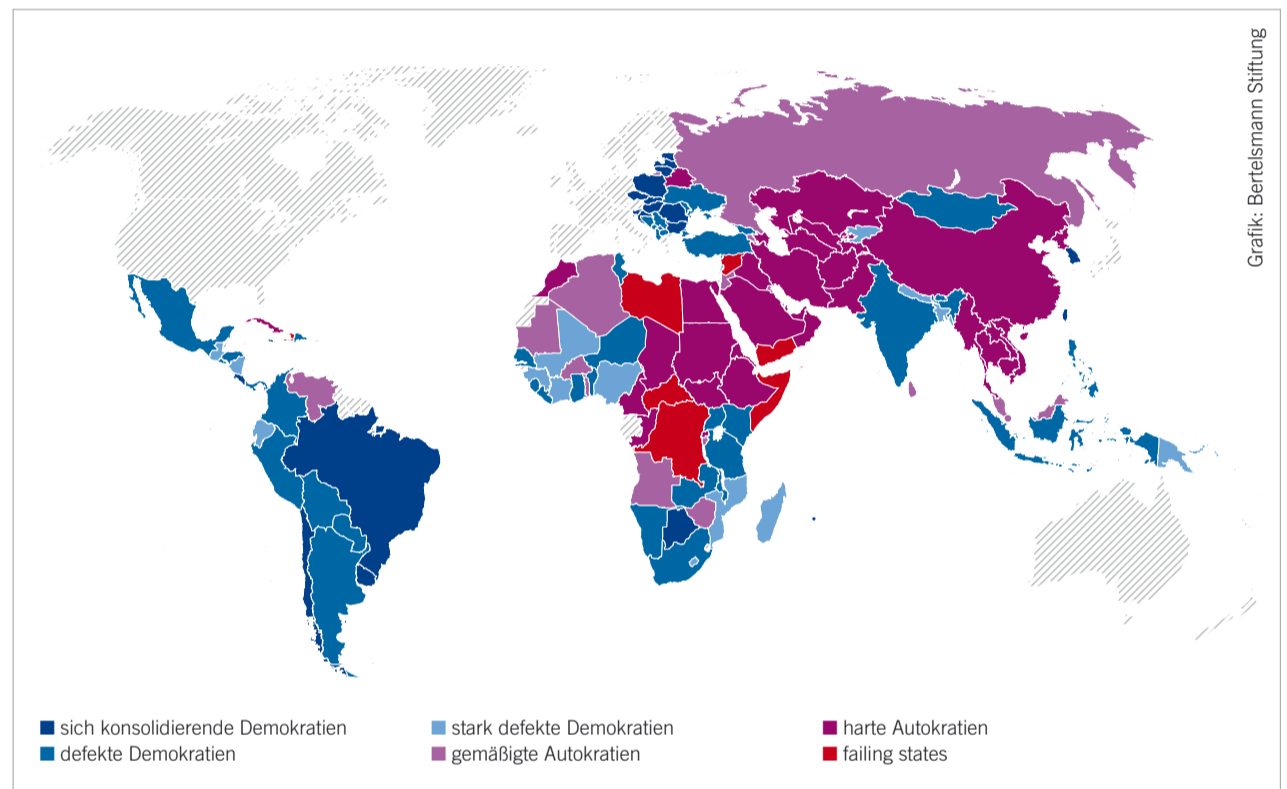 Grafik: Bertelsmann Stiftung
sich konsolidierende Demokratien
defekte Demokratien
stark defekte Demokratien
gemäßigte Autokratien
harte Autokratien
failing states